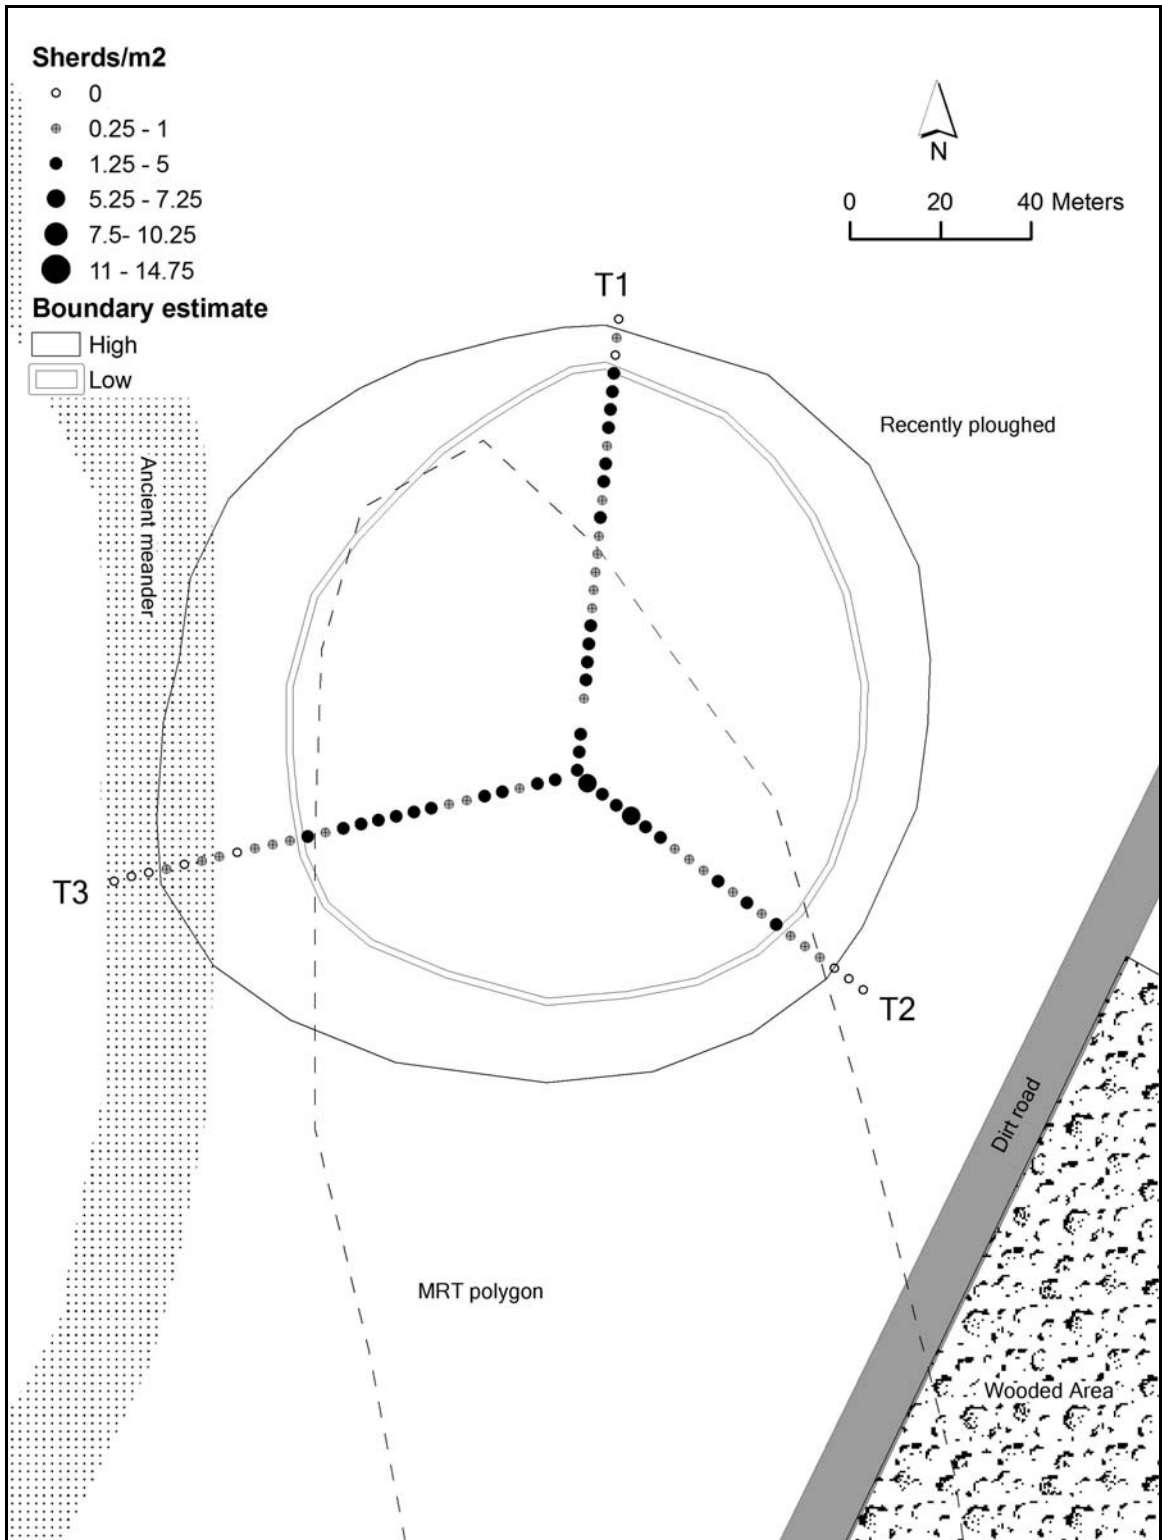 Sherds/m2
0
0.25 - 1
1.25 - 5
5.25 - 7.25
7.5- 10.25
11 - 14.75
Boundary estimate
High
Low
N
0 20 40 Meters
T1
Recently ploughed
Ancient meander
T3
T2
Dirt road
MRT polygon
Wooded Area